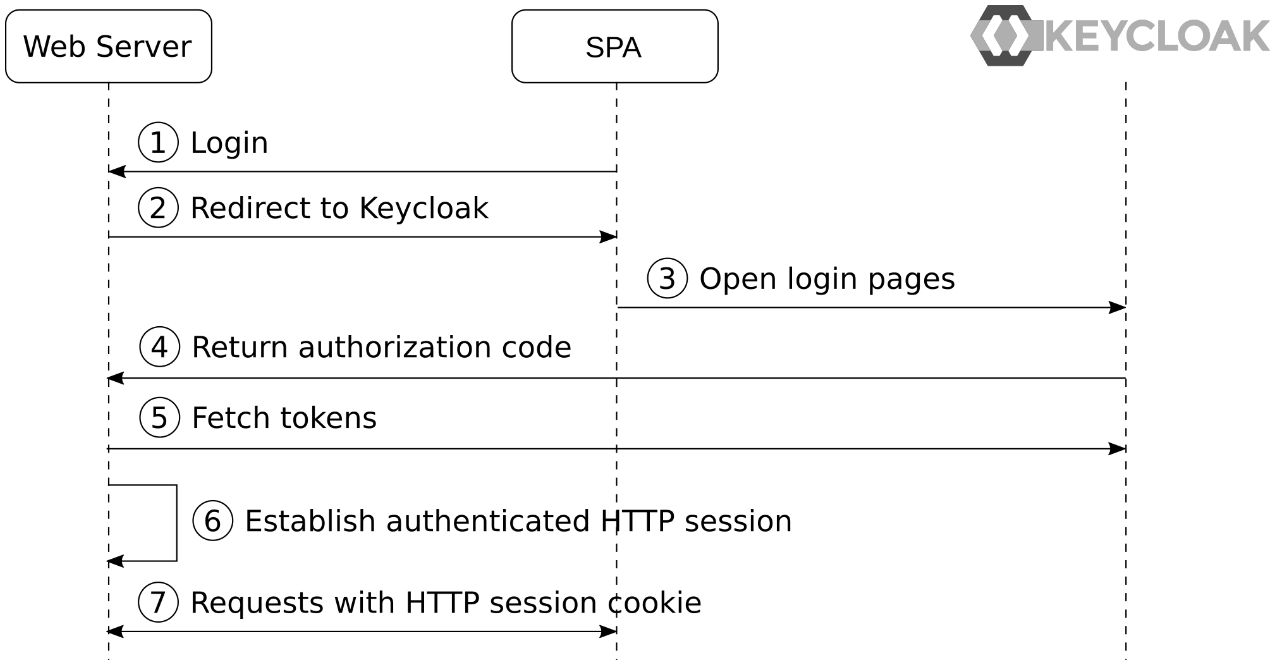 Web Server
SPA
KEYCLOAK
1 Login
2 Redirect to Keycloak
3 Open login pages
4 Return authorization code
5 Fetch tokens
6 Establish authenticated HTTP session
7 Requests with HTTP session cookie